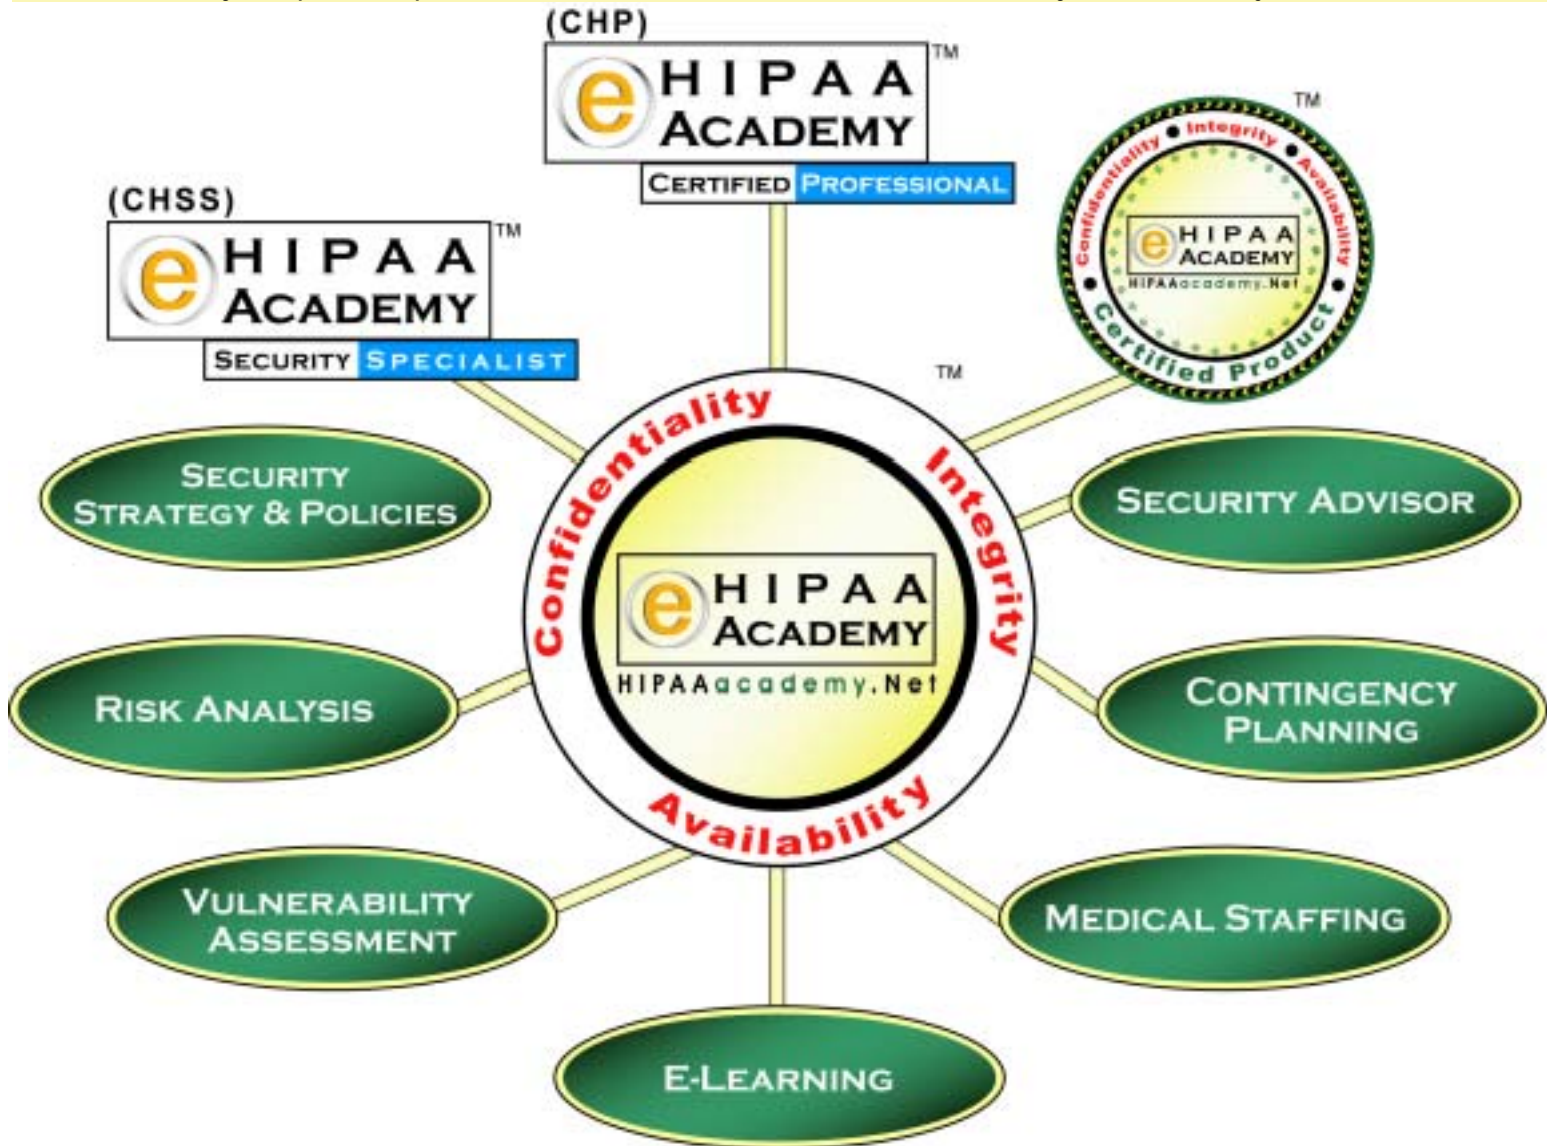 (CHP)
e HIPAA TM
ACADEMY
CERTIFIED PROFESSIONAL
(CHSS)
e HIPAA TM
ACADEMY
SECURITY SPECIALIST
TM
Confidentiality • Integrity • Availability
e HIPAA
ACADEMY
HIPAAacademy.Net
• Certified Product •
TM
Confidentiality
Integrity
Availability
e HIPAA
ACADEMY
HIPAAacademy.Net
SECURITY
STRATEGY & POLICIES
SECURITY ADVISOR
RISK ANALYSIS
CONTINGENCY
PLANNING
VULNERABILITY
ASSESSMENT
MEDICAL STAFFING
E-LEARNING